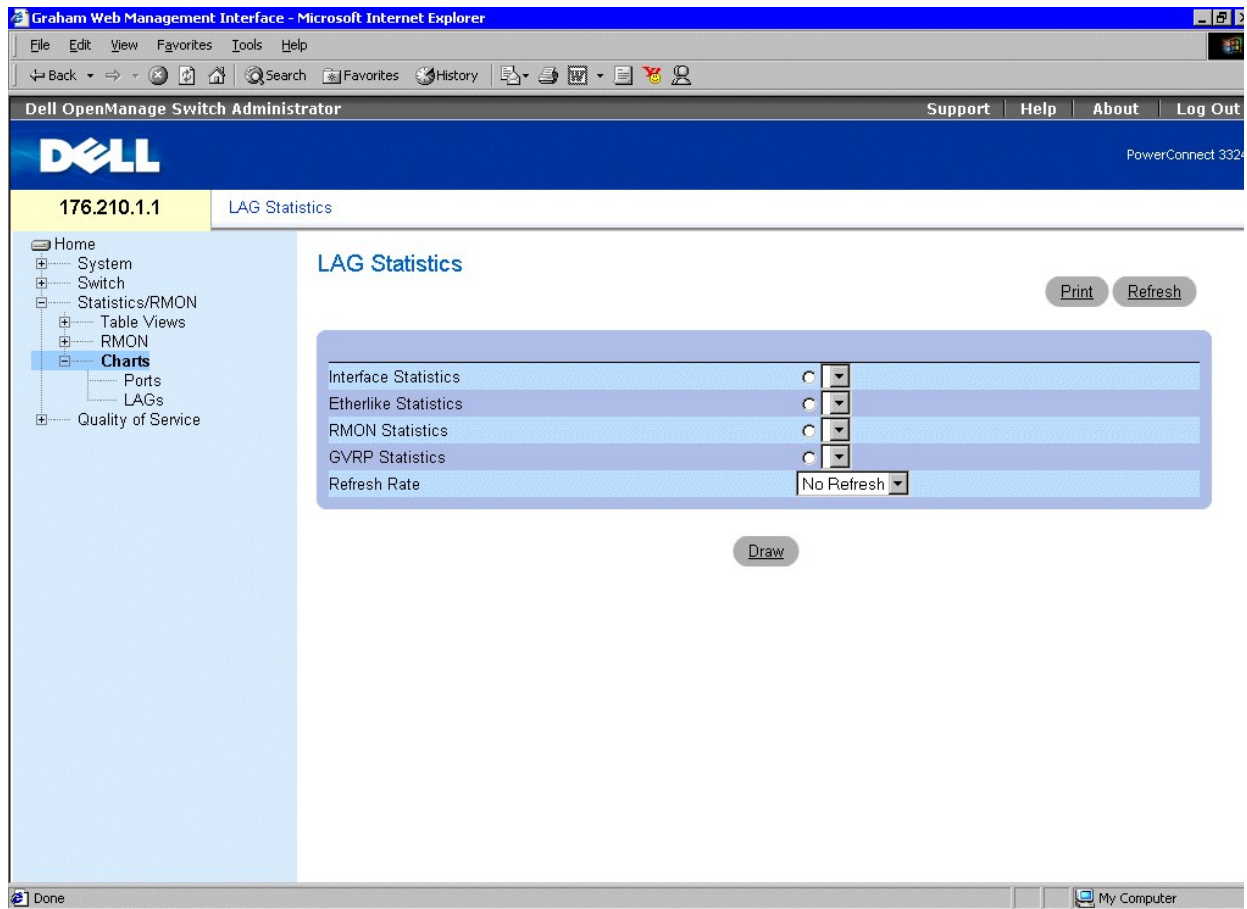 Graham Web Management Interface - Microsoft Internet Explorer
File Edit View Favorites Tools Help
Back Search Favorites History
Dell OpenManage Switch Administrator Support Help About Log Out
DELL
PowerConnect 3324
176.210.1.1 LAG Statistics
Home
System
Switch
Statistics/RMON
Table Views
RMON
Charts
Ports
LAGs
Quality of Service
LAG Statistics
Print Refresh
Interface Statistics
Etherlike Statistics
RMON Statistics
GVRP Statistics
Refresh Rate No Refresh
Draw
Done My Computer